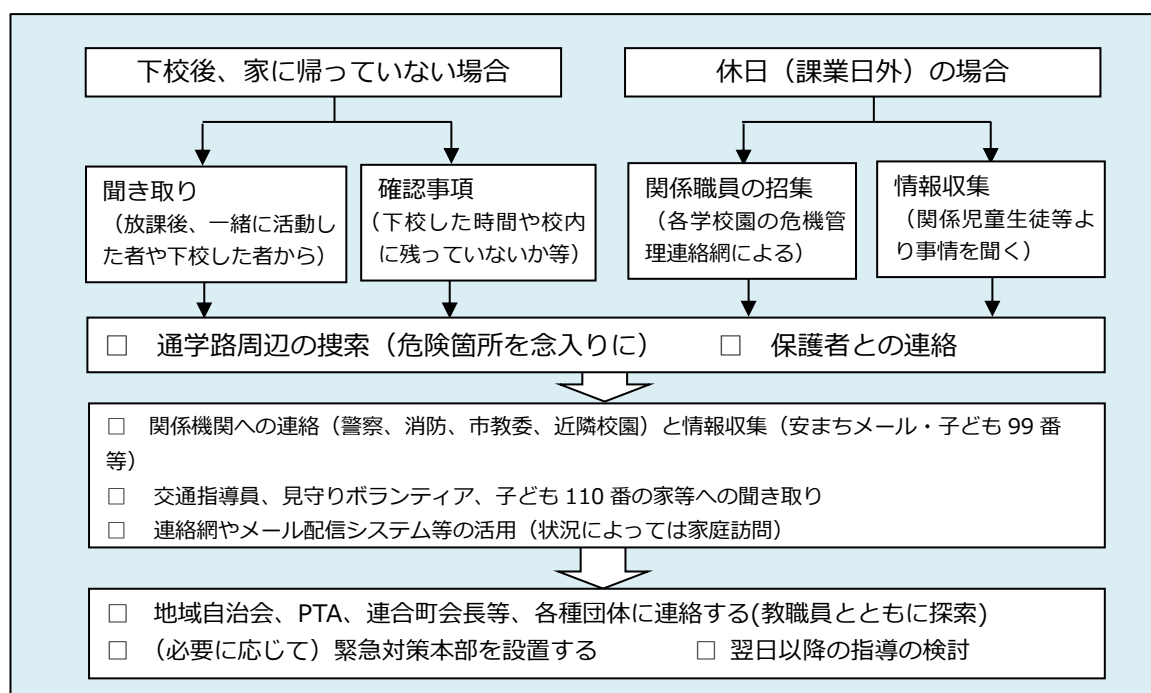 下校後、家に帰っていない場合
休日（課業日外）の場合
聞き取り
（放課後、一緒に活動し
た者や下校した者から）
確認事項
（下校した時間や校内
に残っていないか等）
関係職員の招集
（各学校園の危機管
理連絡網による）
情報収集
（関係児童生徒等よ
り事情を聞く）
□ 通学路周辺の捜索（危険箇所を念入りに） □ 保護者との連絡
□ 関係機関への連絡（警察、消防、市教委、近隣校園）と情報収集（安まちメール・子ども 99 番
等）
□ 交通指導員、見守りボランティア、子ども 110 番の家等への聞き取り
□ 連絡網やメール配信システム等の活用（状況によっては家庭訪問）
□ 地域自治会、PTA、連合町会長等、各種団体に連絡する(教職員とともに探索)
□ （必要に応じて）緊急対策本部を設置する □ 翌日以降の指導の検討